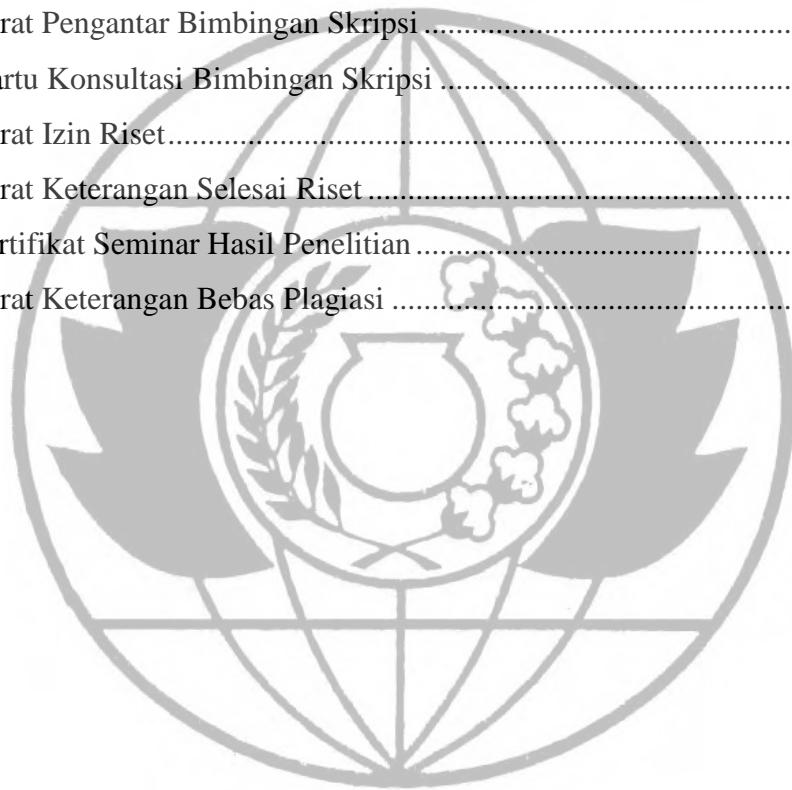 rat Pengantar Bimbingan Skripsi ................................................
artu Konsultasi Bimbingan Skripsi ..............................................
rat Izin Riset..................................................................................
rat Keterangan Selesai Riset .......................................................
rtifikat Seminar Hasil Penelitian .................................................
rat Keterangan Bebas Plagiasi ....................................................